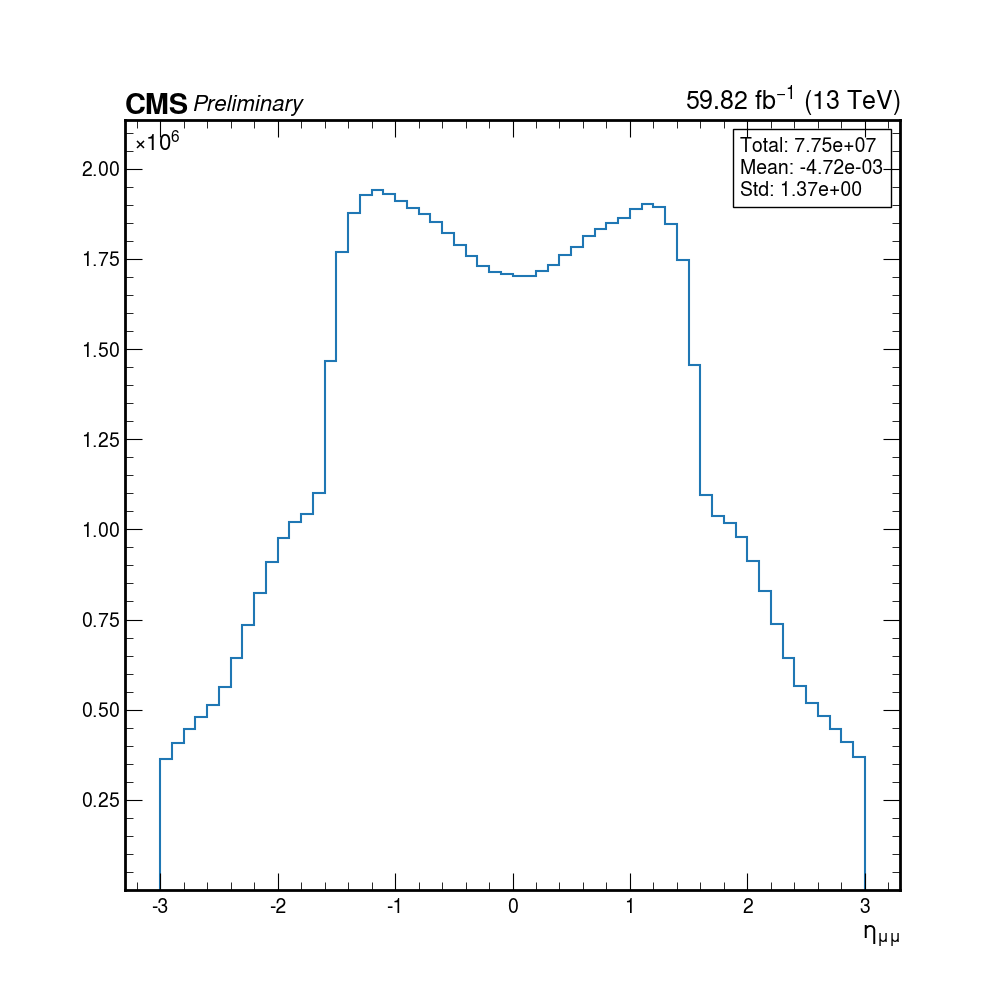 CMS Preliminary 59.82 fb⁻¹ (13 TeV)
×10⁶
Total: 7.75e+07
Mean: -4.72e-03
Std: 1.37e+00
2.00
1.75
1.50
1.25
1.00
0.75
0.50
0.25
-3 -2 -1 0 1 2 3
ημμ